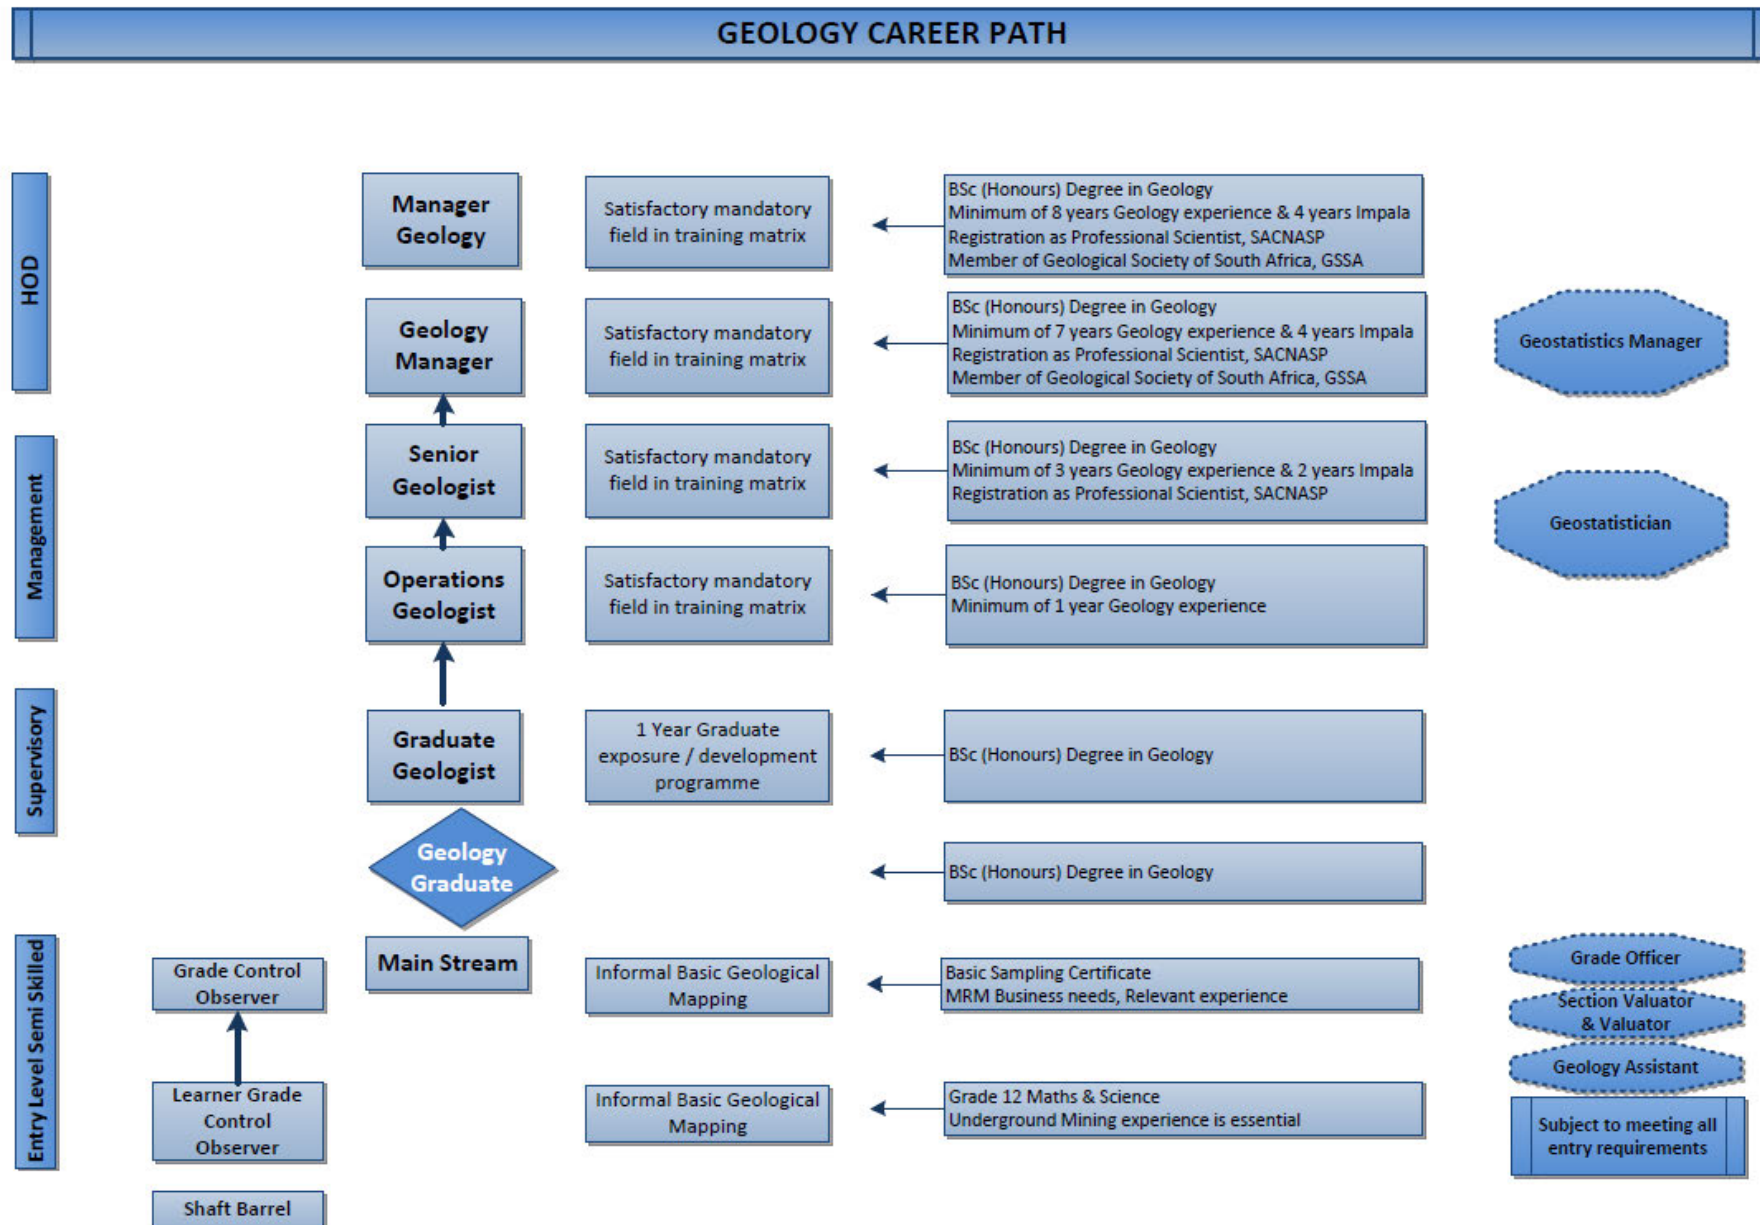 GEOLOGY CAREER PATH
HOD
Manager
Geology
Satisfactory mandatory
field in training matrix
BSc (Honours) Degree in Geology
Minimum of 8 years Geology experience & 4 years Impala
Registration as Professional Scientist, SACNASP
Member of Geological Society of South Africa, GSSA
Geology
Manager
Satisfactory mandatory
field in training matrix
BSc (Honours) Degree in Geology
Minimum of 7 years Geology experience & 4 years Impala
Registration as Professional Scientist, SACNASP
Member of Geological Society of South Africa, GSSA
Geostatistics Manager
Management
Senior
Geologist
Satisfactory mandatory
field in training matrix
BSc (Honours) Degree in Geology
Minimum of 3 years Geology experience & 2 years Impala
Registration as Professional Scientist, SACNASP
Geostatistician
Operations
Geologist
Satisfactory mandatory
field in training matrix
BSc (Honours) Degree in Geology
Minimum of 1 year Geology experience
Supervisory
Graduate
Geologist
1 Year Graduate
exposure / development
programme
BSc (Honours) Degree in Geology
Geology
Graduate
BSc (Honours) Degree in Geology
Entry Level Semi Skilled
Main Stream
Grade Control
Observer
Informal Basic Geological
Mapping
Basic Sampling Certificate
MRM Business needs, Relevant experience
Grade Officer
Section Valuator
& Valuator
Geology Assistant
Learner Grade
Control
Observer
Informal Basic Geological
Mapping
Grade 12 Maths & Science
Underground Mining experience is essential
Subject to meeting all
entry requirements
Shaft Barrel